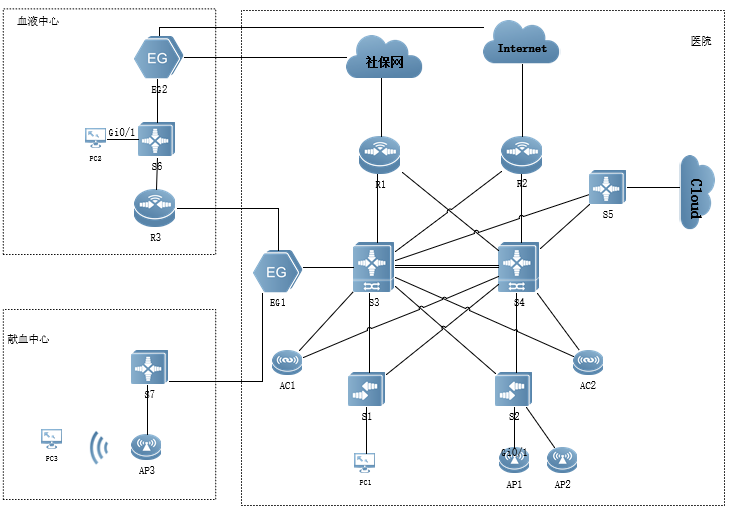 血液中心
医院
EG
EG2
社保网
Internet
Gi0/1
PC2
S6
R1
R2
Cloud
S5
R3
EG
EG1
S3
S4
献血中心
S7
AC1
AC2
S1
S2
PC3
AP3
PC1
Gi0/1
AP1
AP2